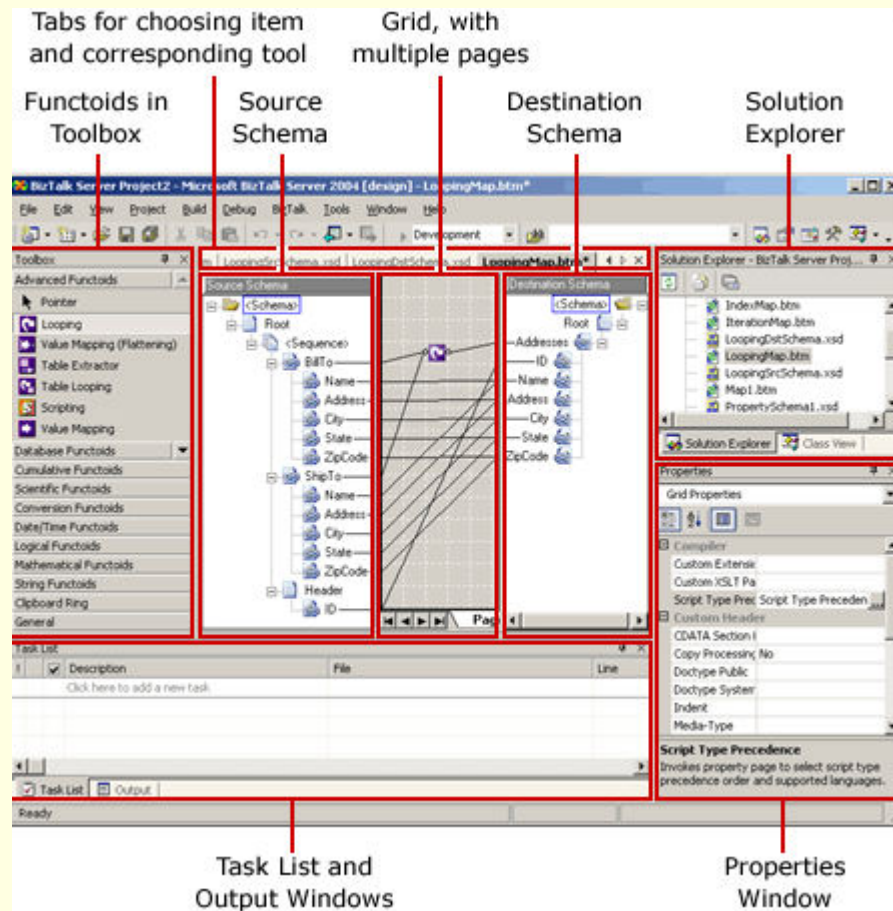 Tabs for choosing item
and corresponding tool
Grid, with
multiple pages
Functoids in
Toolbox
Source
Schema
Destination
Schema
Solution
Explorer
BizTalk Server Project2 - Microsoft BizTalk Server 2004 [design] - LoopingMap.btm*
File Edit View Project Build Debug BizTalk Tools Window Help
Development
Toolbox
Advanced Functoids
Pointer
Looping
Value Mapping (Flattening)
Table Extractor
Table Looping
Scripting
Value Mapping
Database Functoids
Cumulative Functoids
Scientific Functoids
Conversion Functoids
Date/Time Functoids
Logical Functoids
Mathematical Functoids
String Functoids
Clipboard Ring
General
m LoopingSrcSchema.xsd LoopingDstSchema.xsd LoopingMap.btm*
Source Schema
<Schema>
Root
<Sequence>
BillTo
Name
Address
City
State
ZipCode
ShipTo
Name
Address
City
State
ZipCode
Header
ID
Pag
Destination Schema
<Schema>
Root
Addresses
ID
Name
Address
City
State
ZipCode
Solution Explorer - BizTalk Server Proj...
IndexMap.btm
IterationMap.btm
LoopingDstSchema.xsd
LoopingMap.btm
LoopingSrcSchema.xsd
Map1.btm
PropertySchema1.xsd
Solution Explorer Class View
Properties
Grid Properties
Compiler
Custom Extensi
Custom XSLT Pa
Script Type Prec Script Type Preceden ...
Custom Header
CDATA Section
Copy Processing No
Doctype Public
Doctype System
Indent
Media-Type
Script Type Precedence
Invokes property page to select script type
precedence order and supported languages.
Task List
! Description File Line
Click here to add a new task
Task List Output
Ready
Task List and
Output Windows
Properties
Window